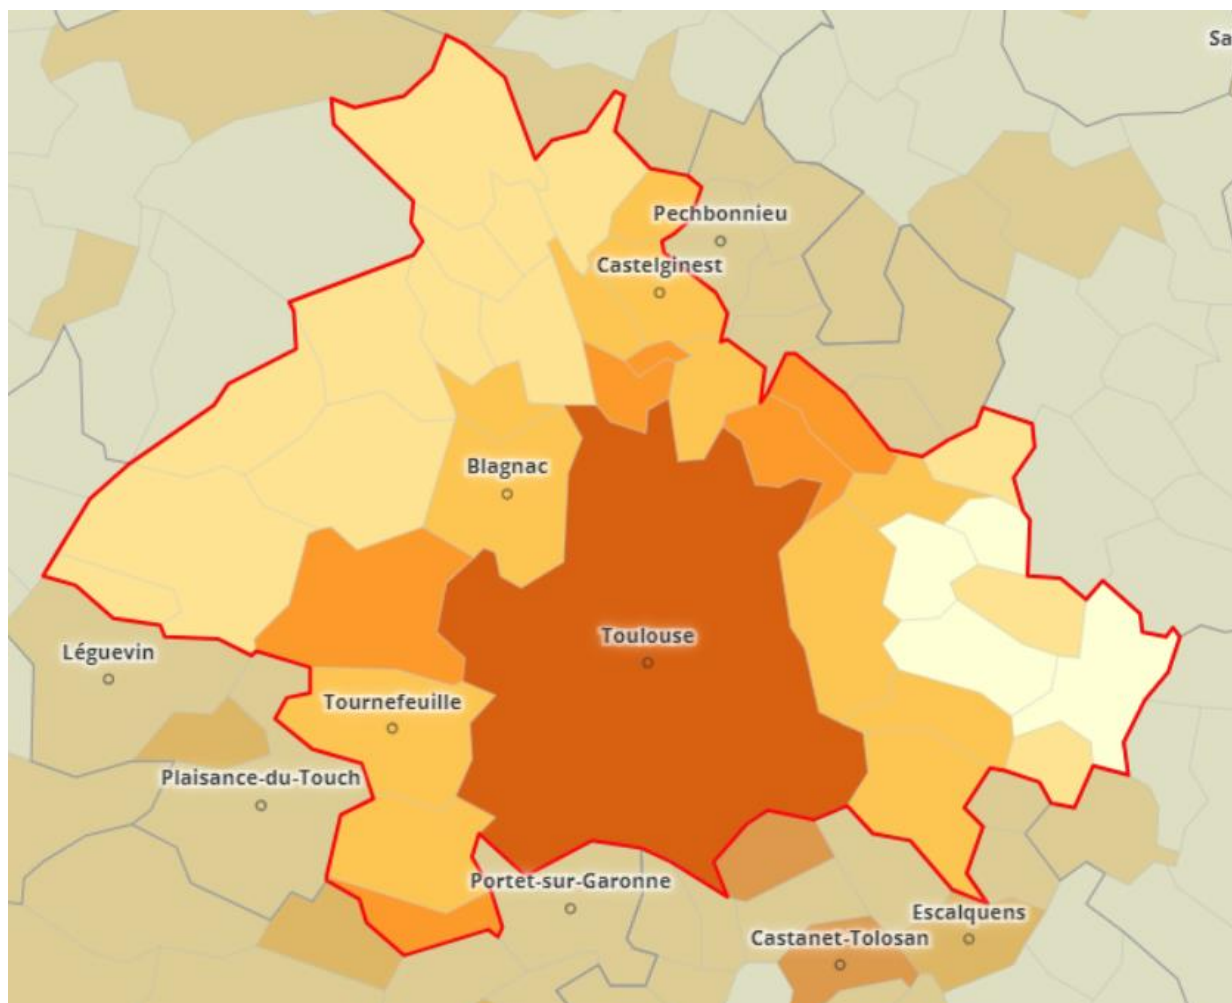 Sa
Pechbonnieu
Castelginest
Blagnac
Toulouse
Léguevin
Tournefeuille
Plaisance-du-Touch
Portet-sur-Garonne
Escalquens
Castanet-Tolosan